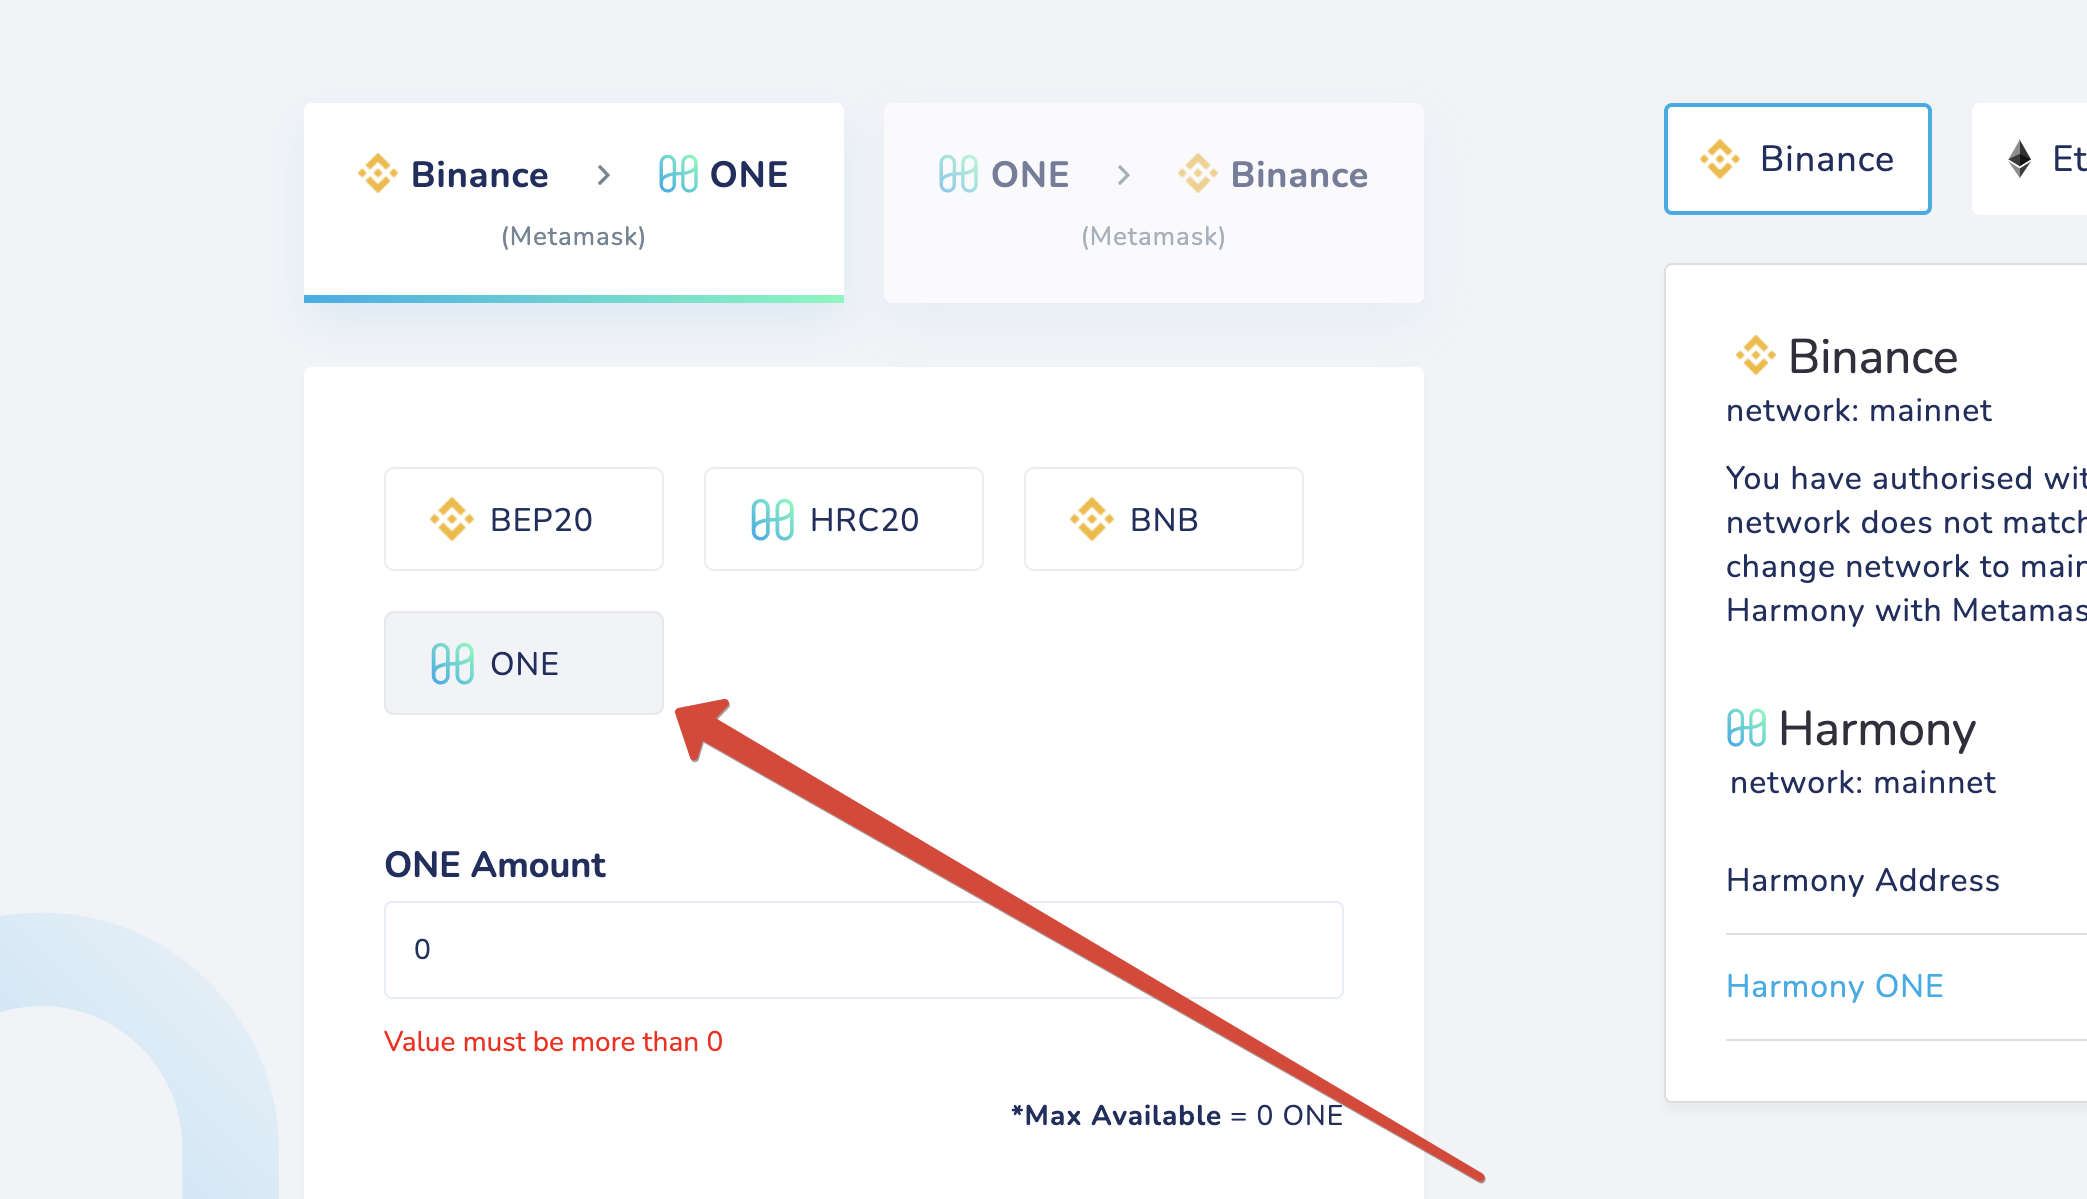 Binance > ONE
(Metamask)
ONE > Binance
(Metamask)
BEP20
HRC20
BNB
ONE
ONE Amount
0
Value must be more than 0
*Max Available = 0 ONE
Binance
Et
Binance
network: mainnet
You have authorised wit
network does not match
change network to main
Harmony with Metamas
Harmony
network: mainnet
Harmony Address
Harmony ONE